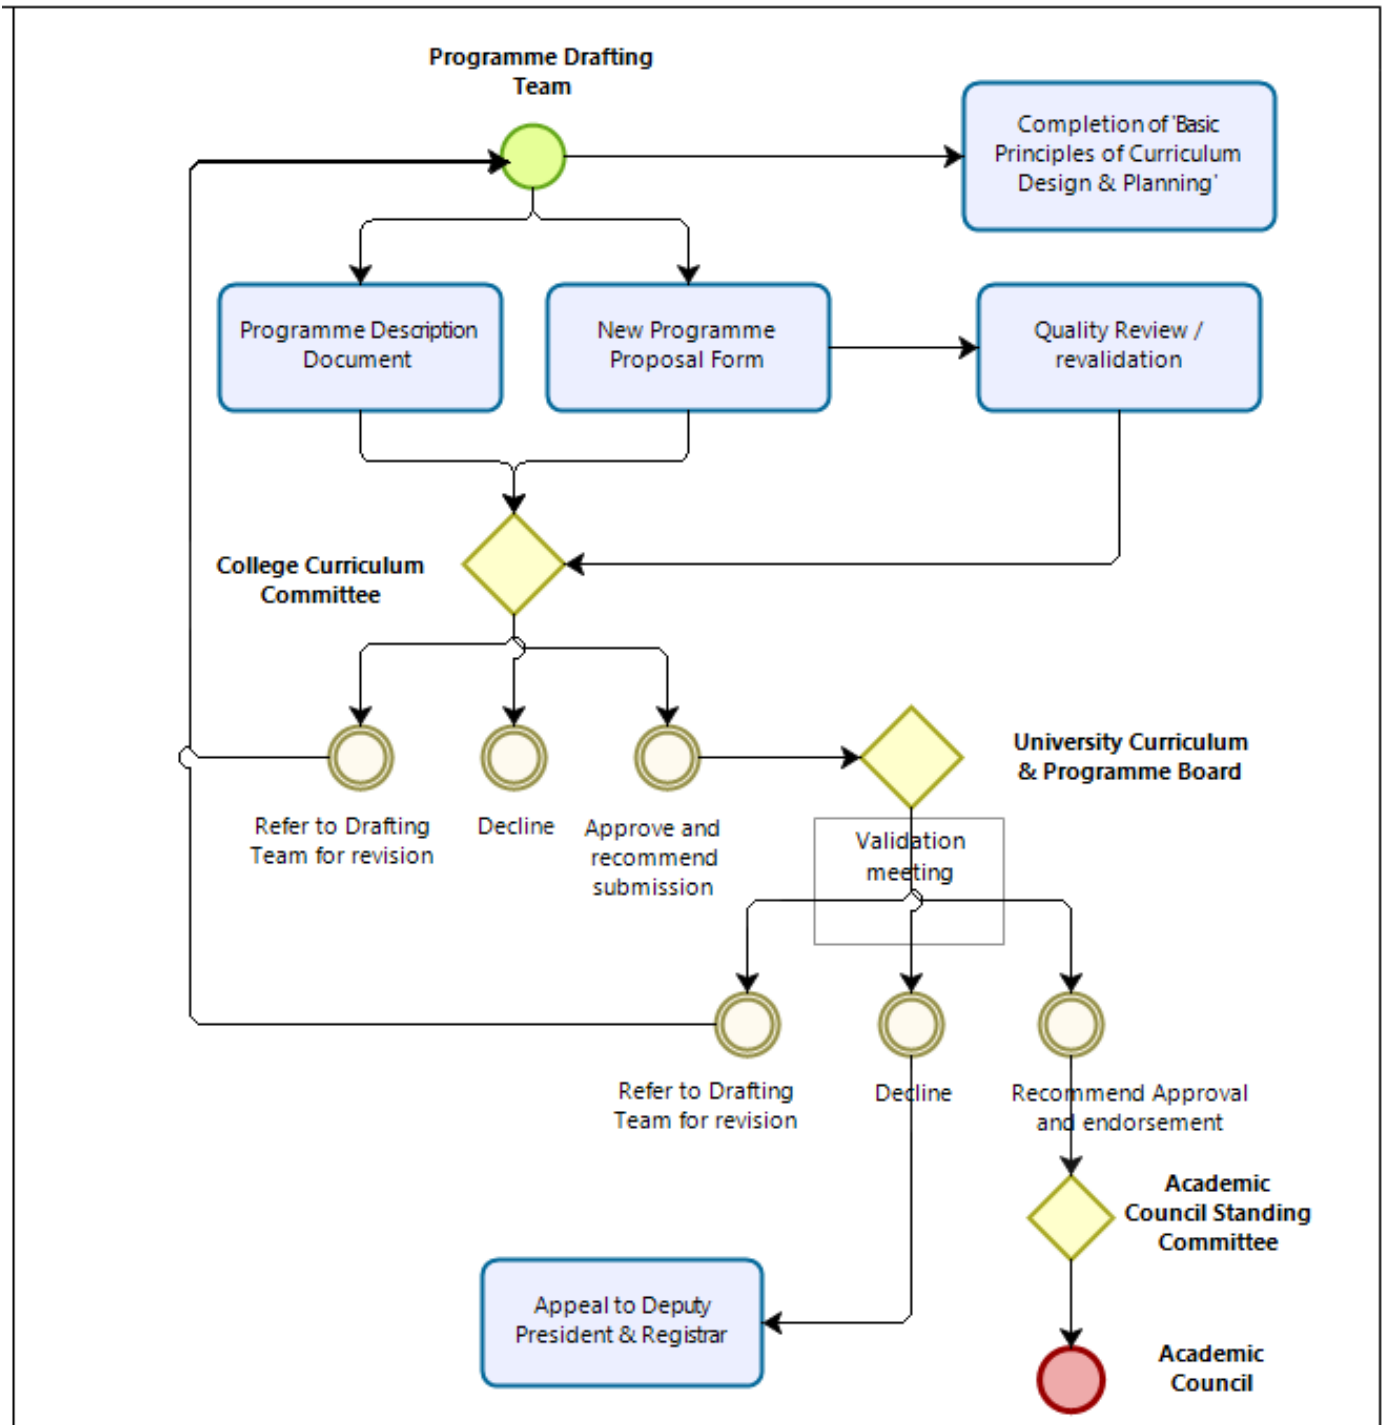 Programme Drafting
Team
Completion of 'Basic
Principles of Curriculum
Design & Planning'
Programme Description
Document
New Programme
Proposal Form
Quality Review /
revalidation
College Curriculum
Committee
Refer to Drafting
Team for revision
Decline
Approve and
recommend
submission
University Curriculum
& Programme Board
Validation
meeting
Refer to Drafting
Team for revision
Decline
Recommend Approval
and endorsement
Academic
Council Standing
Committee
Appeal to Deputy
President & Registrar
Academic
Council